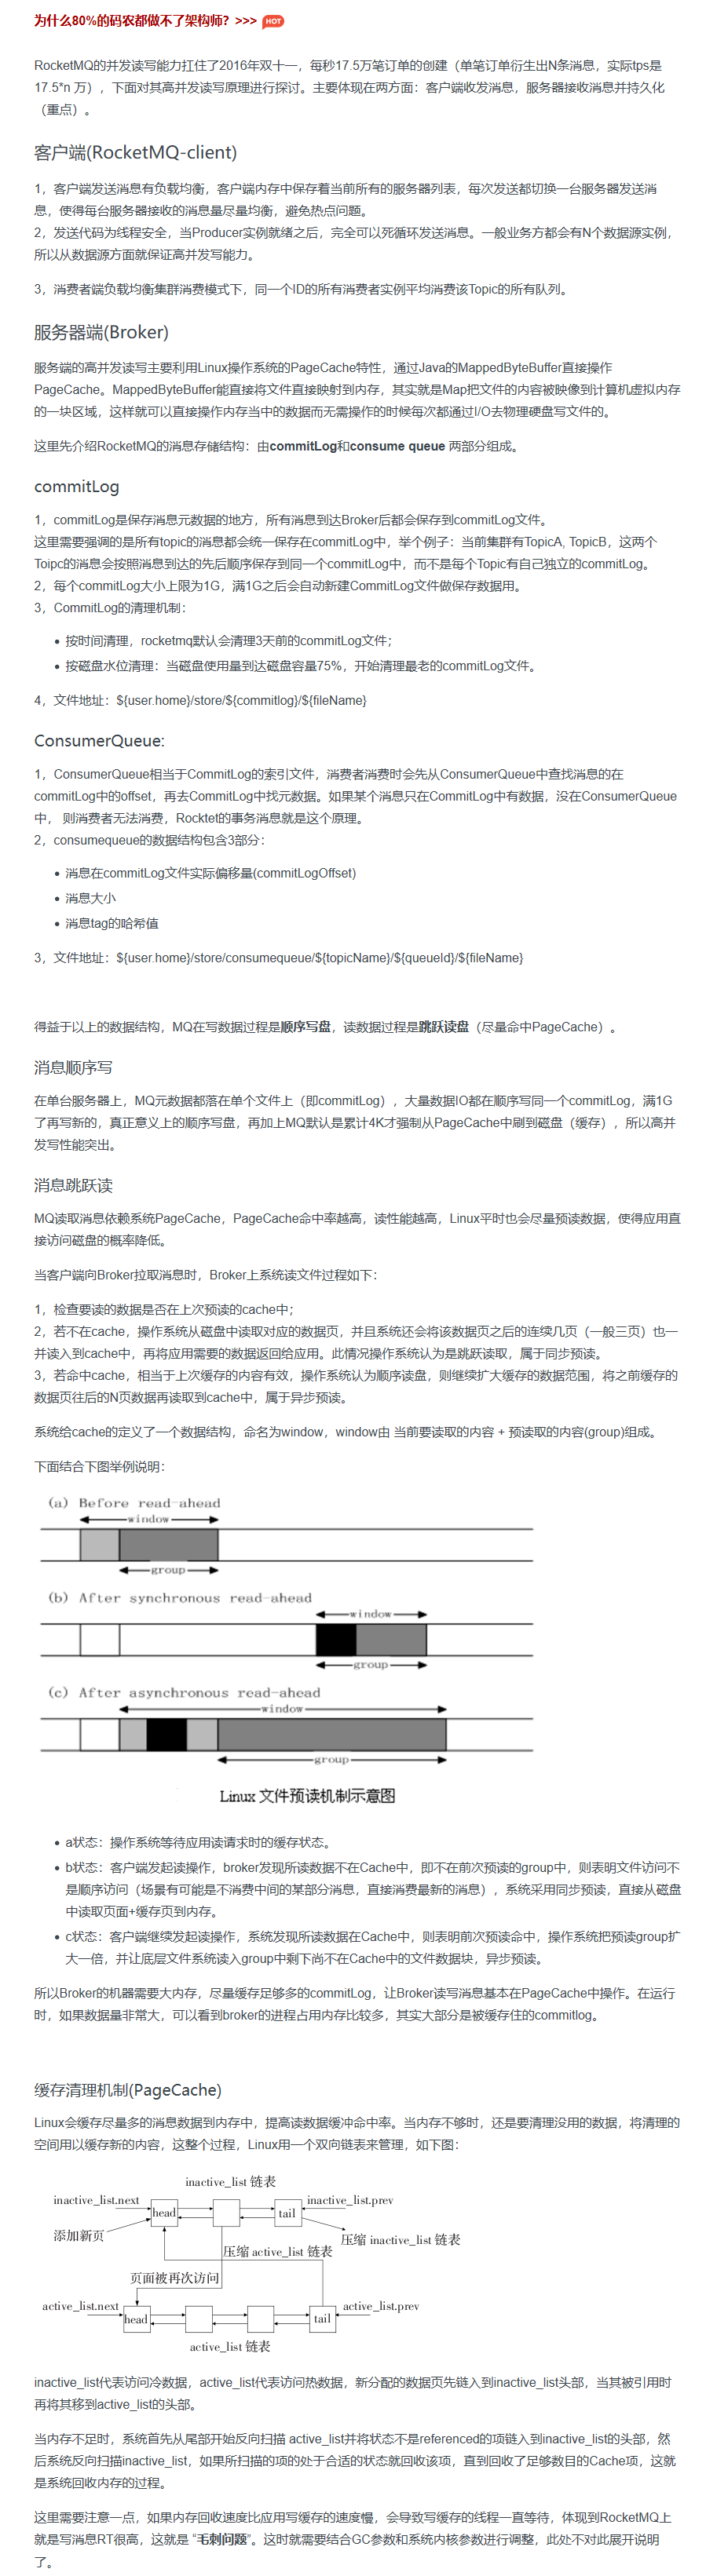 为什么80%的码农都做不了架构师？>>> HOT
RocketMQ的并发读写能力扛住了2016年双十一，每秒17.5万笔订单的创建（单笔订单衍生出N条消息，实际tps是
17.5*n 万），下面对其高并发读写原理进行探讨。主要体现在两方面：客户端收发消息，服务器接收消息并持久化
（重点）。
客户端(RocketMQ-client)
1，客户端发送消息有负载均衡，客户端内存中保存着当前所有的服务器列表，每次发送都切换一台服务器发送消
息，使得每台服务器接收的消息量尽量均衡，避免热点问题。
2，发送代码为线程安全，当Producer实例就绪之后，完全可以死循环发送消息。一般业务方都会有N个数据源实例，
所以从数据源方面就保证高并发写能力。
3，消费者端负载均衡集群消费模式下，同一个ID的所有消费者实例平均消费该Topic的所有队列。
服务器端(Broker)
服务端的高并发读写主要利用Linux操作系统的PageCache特性，通过Java的MappedByteBuffer直接操作
PageCache。MappedByteBuffer能直接将文件直接映射到内存，其实就是Map把文件的内容被映像到计算机虚拟内存
的一块区域，这样就可以直接操作内存当中的数据而无需操作的时候每次都通过I/O去物理硬盘写文件的。
这里先介绍RocketMQ的消息存储结构：由commitLog和consume queue 两部分组成。
commitLog
1，commitLog是保存消息元数据的地方，所有消息到达Broker后都会保存到commitLog文件。
这里需要强调的是所有topic的消息都会统一保存在commitLog中，举个例子：当前集群有TopicA, TopicB，这两个
Toipc的消息会按照消息到达的先后顺序保存到同一个commitLog中，而不是每个Topic有自己独立的commitLog。
2，每个commitLog大小上限为1G，满1G之后会自动新建CommitLog文件做保存数据用。
3，CommitLog的清理机制：
• 按时间清理，rocketmq默认会清理3天前的commitLog文件；
• 按磁盘水位清理：当磁盘使用量到达磁盘容量75%，开始清理最老的commitLog文件。
4，文件地址：${user.home}/store/${commitlog}/${fileName}
ConsumerQueue:
1，ConsumerQueue相当于CommitLog的索引文件，消费者消费时会先从ConsumerQueue中查找消息的在
commitLog中的offset，再去CommitLog中找元数据。如果某个消息只在CommitLog中有数据，没在ConsumerQueue
中， 则消费者无法消费，Rocktet的事务消息就是这个原理。
2，consumequeue的数据结构包含3部分：
• 消息在commitLog文件实际偏移量(commitLogOffset)
• 消息大小
• 消息tag的哈希值
3，文件地址：${user.home}/store/consumequeue/${topicName}/${queueId}/${fileName}
得益于以上的数据结构，MQ在写数据过程是顺序写盘，读数据过程是跳跃读盘（尽量命中PageCache）。
消息顺序写
在单台服务器上，MQ元数据都落在单个文件上（即commitLog），大量数据IO都在顺序写同一个commitLog，满1G
了再写新的，真正意义上的顺序写盘，再加上MQ默认是累计4K才强制从PageCache中刷到磁盘（缓存），所以高并
发写性能突出。
消息跳跃读
MQ读取消息依赖系统PageCache，PageCache命中率越高，读性能越高，Linux平时也会尽量预读数据，使得应用直
接访问磁盘的概率降低。
当客户端向Broker拉取消息时，Broker上系统读文件过程如下：
1，检查要读的数据是否在上次预读的cache中；
2，若不在cache，操作系统从磁盘中读取对应的数据页，并且系统还会将该数据页之后的连续几页（一般三页）也一
并读入到cache中，再将应用需要的数据返回给应用。此情况操作系统认为是跳跃读取，属于同步预读。
3，若命中cache，相当于上次缓存的内容有效，操作系统认为顺序读盘，则继续扩大缓存的数据范围，将之前缓存的
数据页往后的N页数据再读取到cache中，属于异步预读。
系统给cache的定义了一个数据结构，命名为window，window由 当前要读取的内容 + 预读取的内容(group)组成。
下面结合下图举例说明：
(a) Before read-ahead
window
group
(b) After synchronous read-ahead
window
group
(c) After asynchronous read-ahead
window
group
Linux 文件预读机制示意图
• a状态：操作系统等待应用读请求时的缓存状态。
• b状态：客户端发起读操作，broker发现所读数据不在Cache中，即不在前次预读的group中，则表明文件访问不
是顺序访问（场景有可能是不消费中间的某部分消息，直接消费最新的消息），系统采用同步预读，直接从磁盘
中读取页面+缓存页到内存。
• c状态：客户端继续发起读操作，系统发现所读数据在Cache中，则表明前次预读命中，操作系统把预读group扩
大一倍，并让底层文件系统读入group中剩下尚不在Cache中的文件数据块，异步预读。
所以Broker的机器需要大内存，尽量缓存足够多的commitLog，让Broker读写消息基本在PageCache中操作。在运行
时，如果数据量非常大，可以看到broker的进程占用内存比较多，其实大部分是被缓存住的commitlog。
缓存清理机制(PageCache)
Linux会缓存尽量多的消息数据到内存中，提高读数据缓冲命中率。当内存不够时，还是要清理没用的数据，将清理的
空间用以缓存新的内容，这整个过程，Linux用一个双向链表来管理，如下图：
inactive_list 链表
inactive_list.next
head
tail
inactive_list.prev
添加新页
压缩 inactive_list 链表
压缩 active_list 链表
页面被再次访问
active_list.next
head
tail
active_list.prev
active_list 链表
inactive_list代表访问冷数据，active_list代表访问热数据，新分配的数据页先链入到inactive_list头部，当其被引用时
再将其移到active_list的头部。
当内存不足时，系统首先从尾部开始反向扫描 active_list并将状态不是referenced的项链入到inactive_list的头部，然
后系统反向扫描inactive_list，如果所扫描的项的处于合适的状态就回收该项，直到回收了足够数目的Cache项，这就
是系统回收内存的过程。
这里需要注意一点，如果内存回收速度比应用写缓存的速度慢，会导致写缓存的线程一直等待，体现到RocketMQ上
就是写消息RT很高，这就是 “毛刺问题”。这时就需要结合GC参数和系统内核参数进行调整，此处不对此展开说明
了。